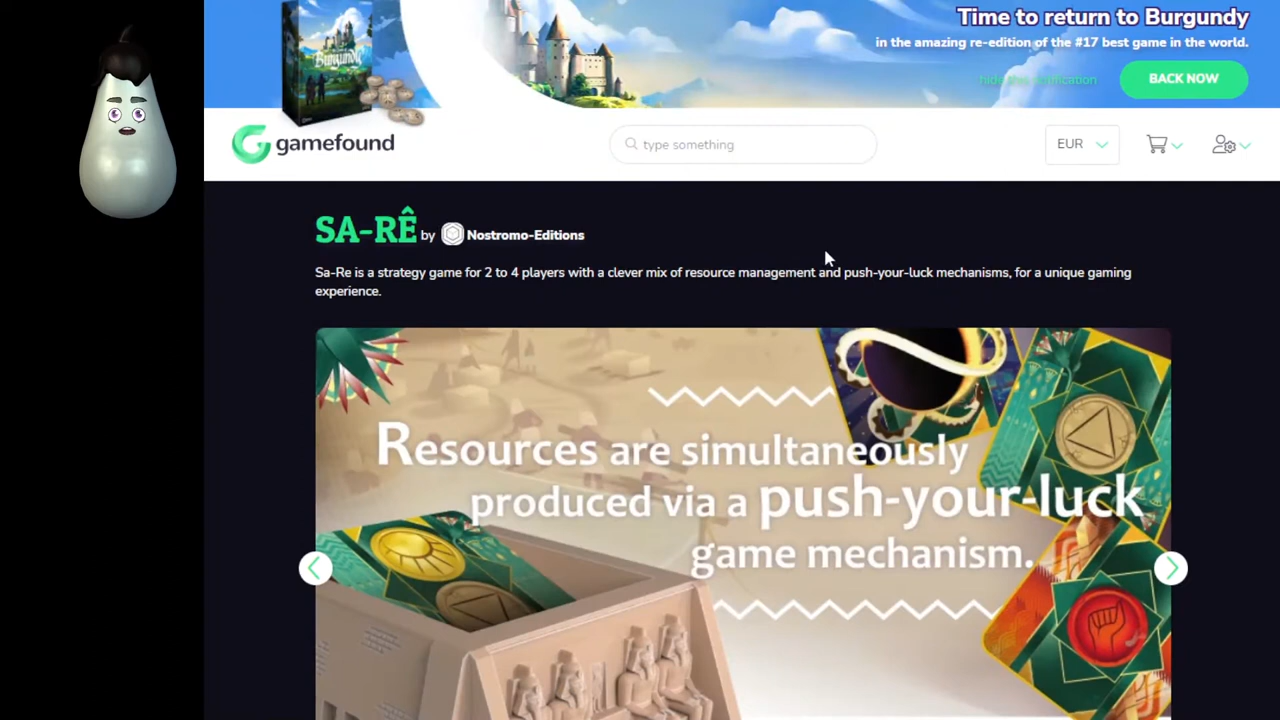 Time to return to Burgundy
in the amazing re-edition of the #17 best game in the world.
BACK NOW
Burgundy
gamefound
type something
EUR
SA-RÊ by Nostromo-Editions
Sa-Re is a strategy game for 2 to 4 players with a clever mix of resource management and push-your-luck mechanisms, for a unique gaming
experience.
Resources are simultaneously
produced via a push-your-luck
game mechanism.